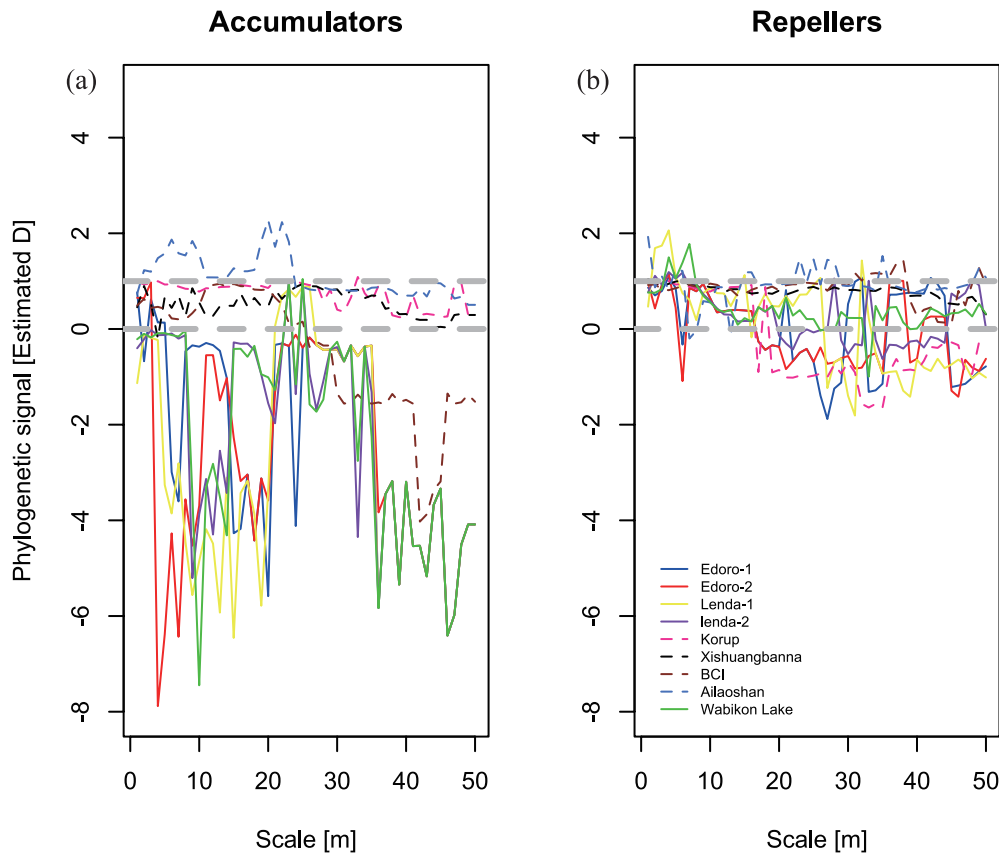 Accumulators
Repellers
(a)
(b)
Phylogenetic signal [Estimated D]
4
2
0
-2
-4
-6
-8
4
2
0
-2
-4
-6
-8
Edoro-1
Edoro-2
Lenda-1
lenda-2
Korup
Xishuangbanna
BCI
Ailaoshan
Wabikon Lake
0 10 20 30 40 50
0 10 20 30 40 50
Scale [m]
Scale [m]